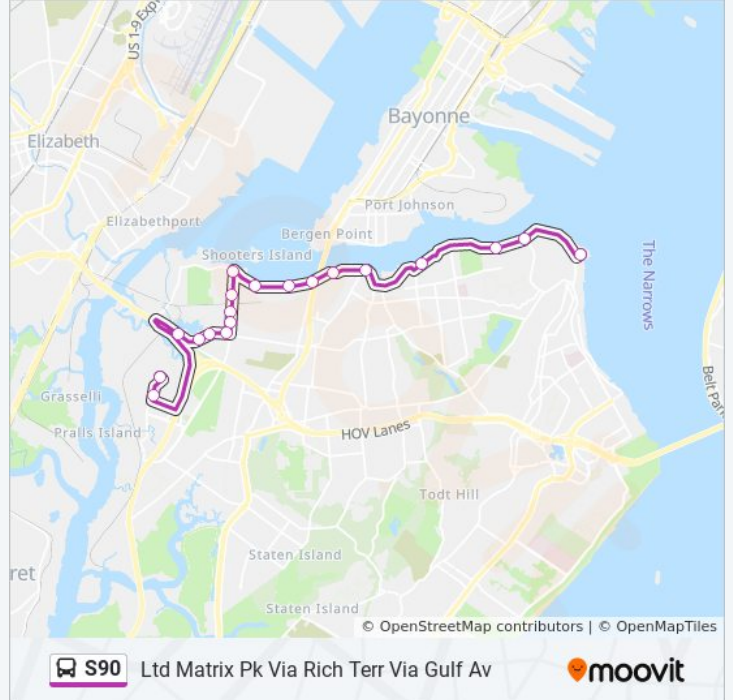 US 1-9 Exp
Elizabeth
Bayonne
Elizabethport
Port Johnson
Bergen Point
Shooters Island
The Narrows
Belt Par
Grasselli
Pralls Island
HOV Lanes
Todt Hill
Staten Island
ret
Staten Island
© OpenStreetMap contributors | © OpenMapTiles
S90 Ltd Matrix Pk Via Rich Terr Via Gulf Av moovit